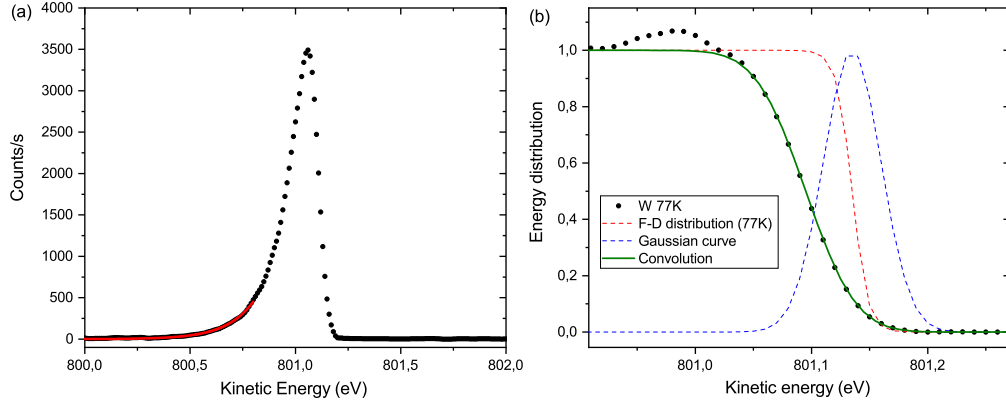 (a)
4000
3500
3000
2500
2000
1500
1000
500
0
Counts/s
800,0
800,5
801,0
801,5
802,0
Kinetic Energy (eV)
(b)
1,0
0,8
0,6
0,4
0,2
0,0
Energy distribution
W 77K
F-D distribution (77K)
Gaussian curve
Convolution
801,0
801,1
801,2
Kinetic energy (eV)